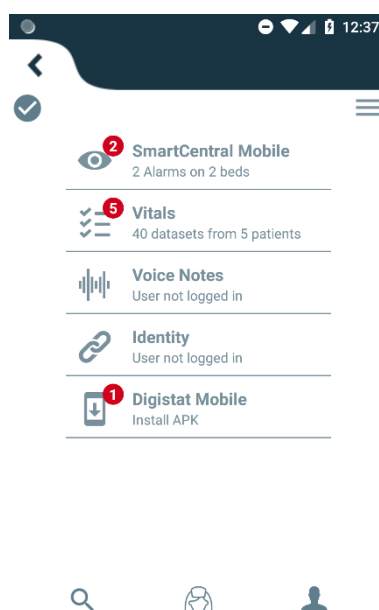 12:37
2
SmartCentral Mobile
2 Alarms on 2 beds
5
Vitals
40 datasets from 5 patients
Voice Notes
User not logged in
Identity
User not logged in
1
Digistat Mobile
Install APK